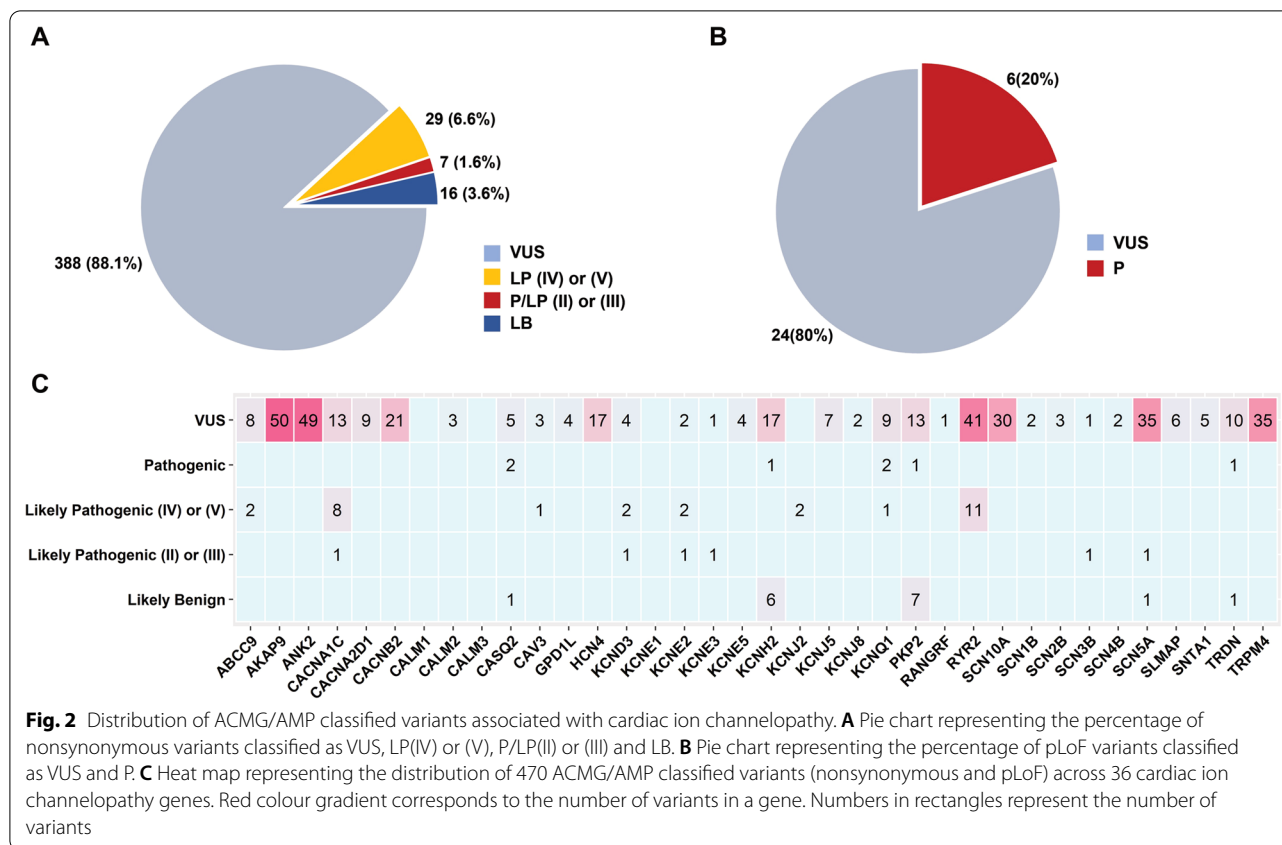 A
B
29 (6.6%)
7 (1.6%)
16 (3.6%)
388 (88.1%)
VUS
LP (IV) or (V)
P/LP (II) or (III)
LB
6(20%)
24(80%)
VUS
P
C
VUS 8 50 49 13 9 21 3 5 3 4 17 4 2 1 4 17 7 2 9 13 1 41 30 2 3 1 2 35 6 5 10 35
Pathogenic 2 1 2 1 1
Likely Pathogenic (IV) or (V) 2 8 1 2 2 2 1 11
Likely Pathogenic (II) or (III) 1 1 1 1 1 1
Likely Benign 1 6 7 1 1
ABCC9 AKAP9 ANK2 CACNA1C CACNA2D1 CACNB2 CALM1 CALM2 CALM3 CASQ2 CAV3 GPD1L HCN4 KCND3 KCNE1 KCNE2 KCNE3 KCNE5 KCNH2 KCNJ2 KCNJ5 KCNJ8 KCNQ1 PKP2 RANGRF RYR2 SCN10A SCN1B SCN2B SCN3B SCN4B SCN5A SLMAP SNTA1 TRDN TRPM4
Fig. 2 Distribution of ACMG/AMP classified variants associated with cardiac ion channelopathy. A Pie chart representing the percentage of
nonsynonymous variants classified as VUS, LP(IV) or (V), P/LP(II) or (III) and LB. B Pie chart representing the percentage of pLoF variants classified
as VUS and P. C Heat map representing the distribution of 470 ACMG/AMP classified variants (nonsynonymous and pLoF) across 36 cardiac ion
channelopathy genes. Red colour gradient corresponds to the number of variants in a gene. Numbers in rectangles represent the number of
variants